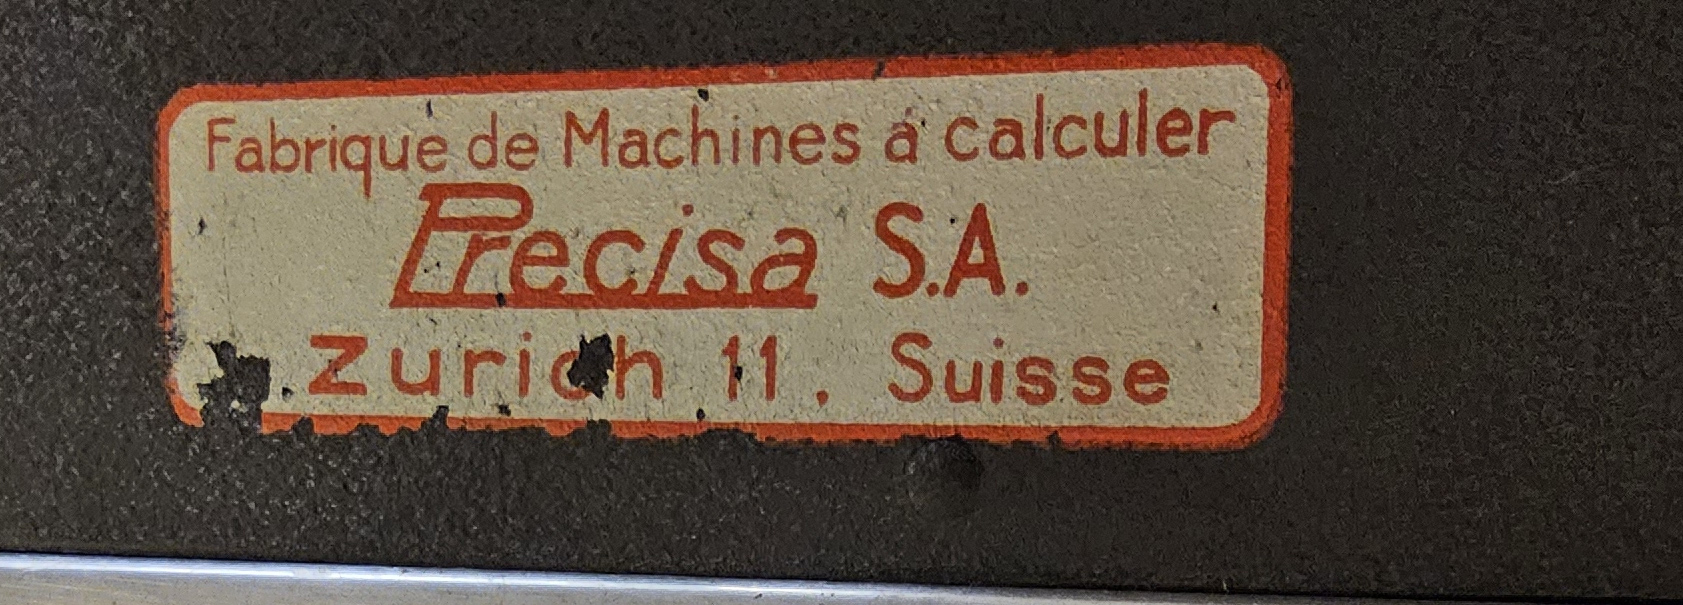 Fabrique de Machines á calculer
Precisa S.A.
Zurich 11, Suisse